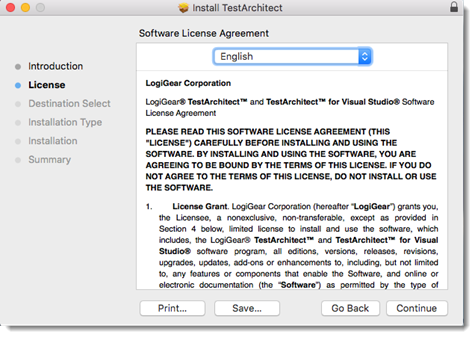 Install TestArchitect
Software License Agreement
English
Introduction
License
Destination Select
Installation Type
Installation
Summary
LogiGear Corporation
LogiGear® TestArchitect™ and TestArchitect™ for Visual Studio® Software
License Agreement
PLEASE READ THIS SOFTWARE LICENSE AGREEMENT (THIS
"LICENSE") CAREFULLY BEFORE INSTALLING AND USING THE
SOFTWARE. BY INSTALLING AND USING THE SOFTWARE, YOU ARE
AGREEING TO BE BOUND BY THE TERMS OF THIS LICENSE. IF YOU DO
NOT AGREE TO THE TERMS OF THIS LICENSE, DO NOT INSTALL OR USE
THE SOFTWARE.
1. License Grant. LogiGear Corporation (hereafter “LogiGear”) grants you,
the Licensee, a nonexclusive, non-transferable, except as provided in
Section 4 below, limited license to install and use the software, which
includes, the LogiGear® TestArchitect™ and TestArchitect™ for Visual
Studio® software program, all editions, versions, releases, revisions,
upgrades, updates, add-ons or enhancements to, including, but not limited
to, any features or components that enable the Software, and online or
electronic documentation (the “Software”) as permitted by the type of
Print...
Save...
Go Back
Continue